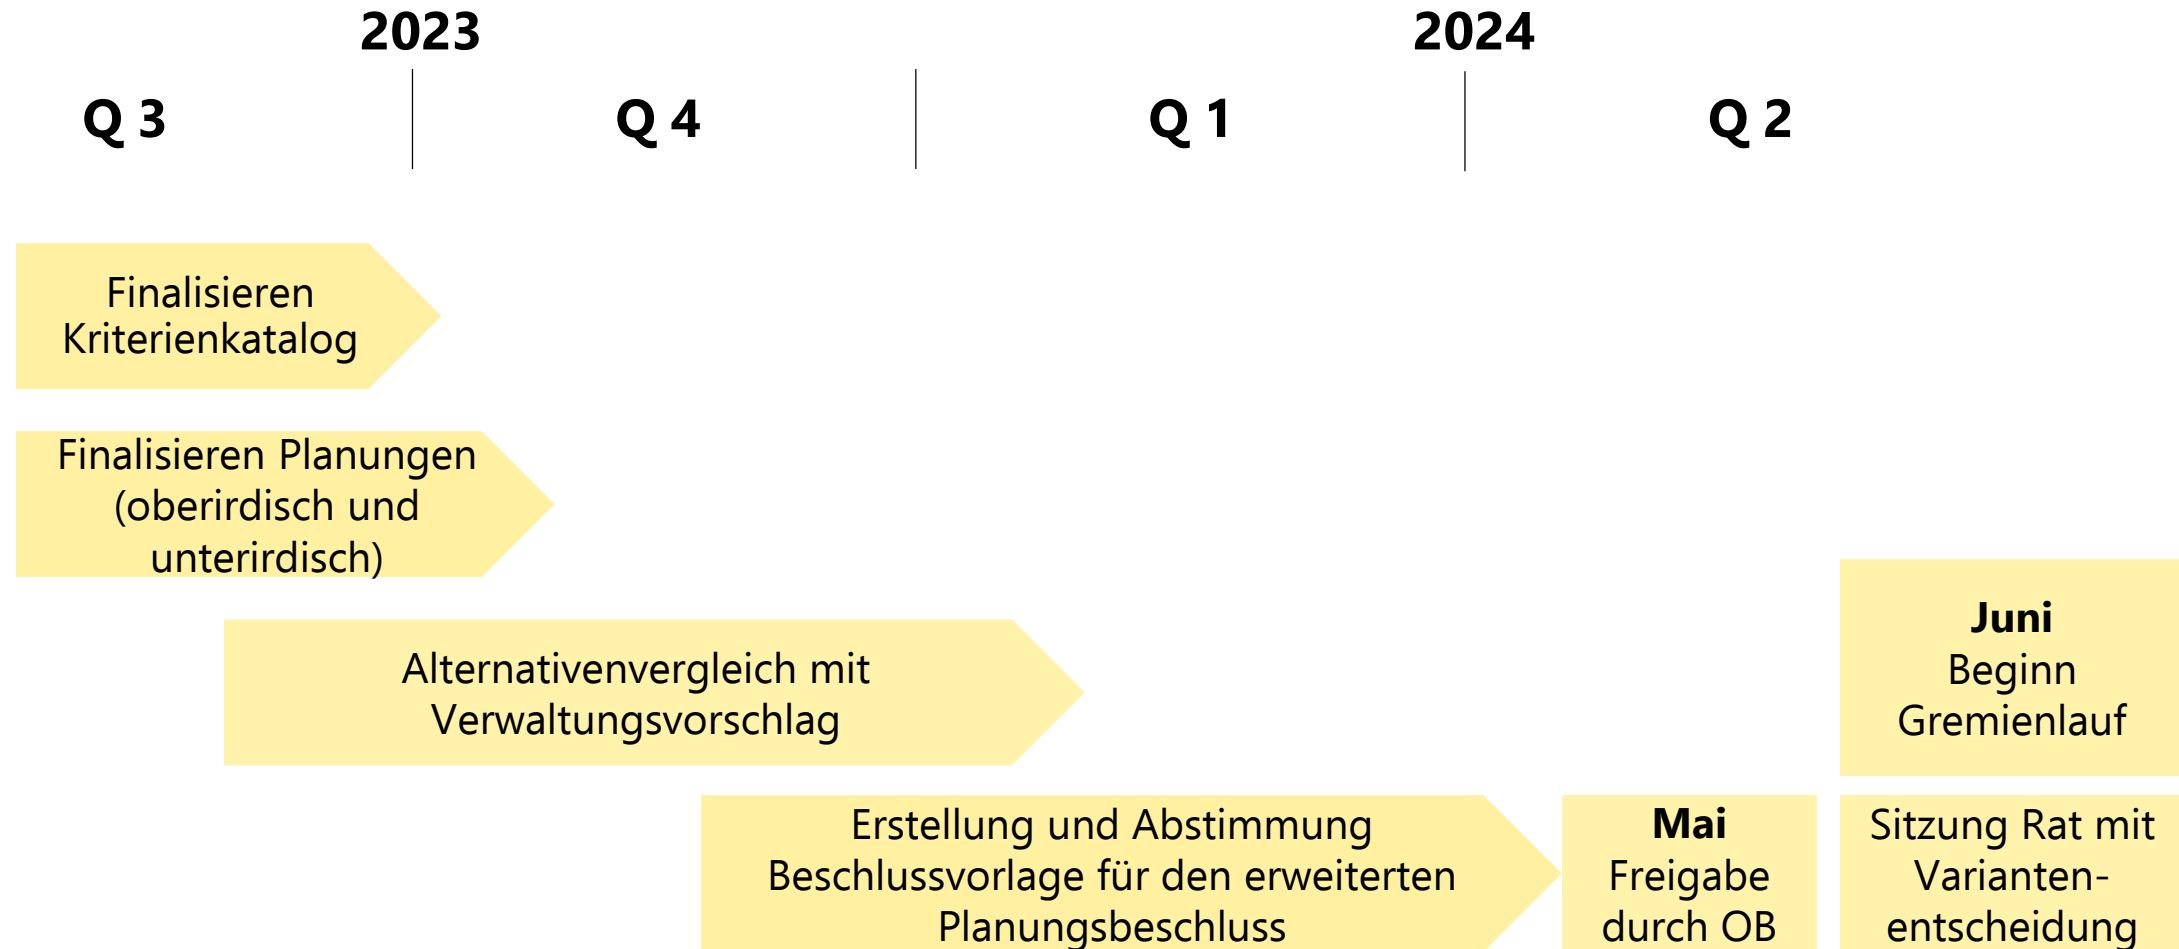 2023
2024
Q 3
Q 4
Q 1
Q 2
Finalisieren
Kriterienkatalog
Finalisieren Planungen
(oberirdisch und
unterirdisch)
Alternativenvergleich mit
Verwaltungsvorschlag
Juni
Beginn
Gremienlauf
Erstellung und Abstimmung
Beschlussvorlage für den erweiterten
Planungsbeschluss
Mai
Freigabe
durch OB
Sitzung Rat mit
Varianten-
entscheidung